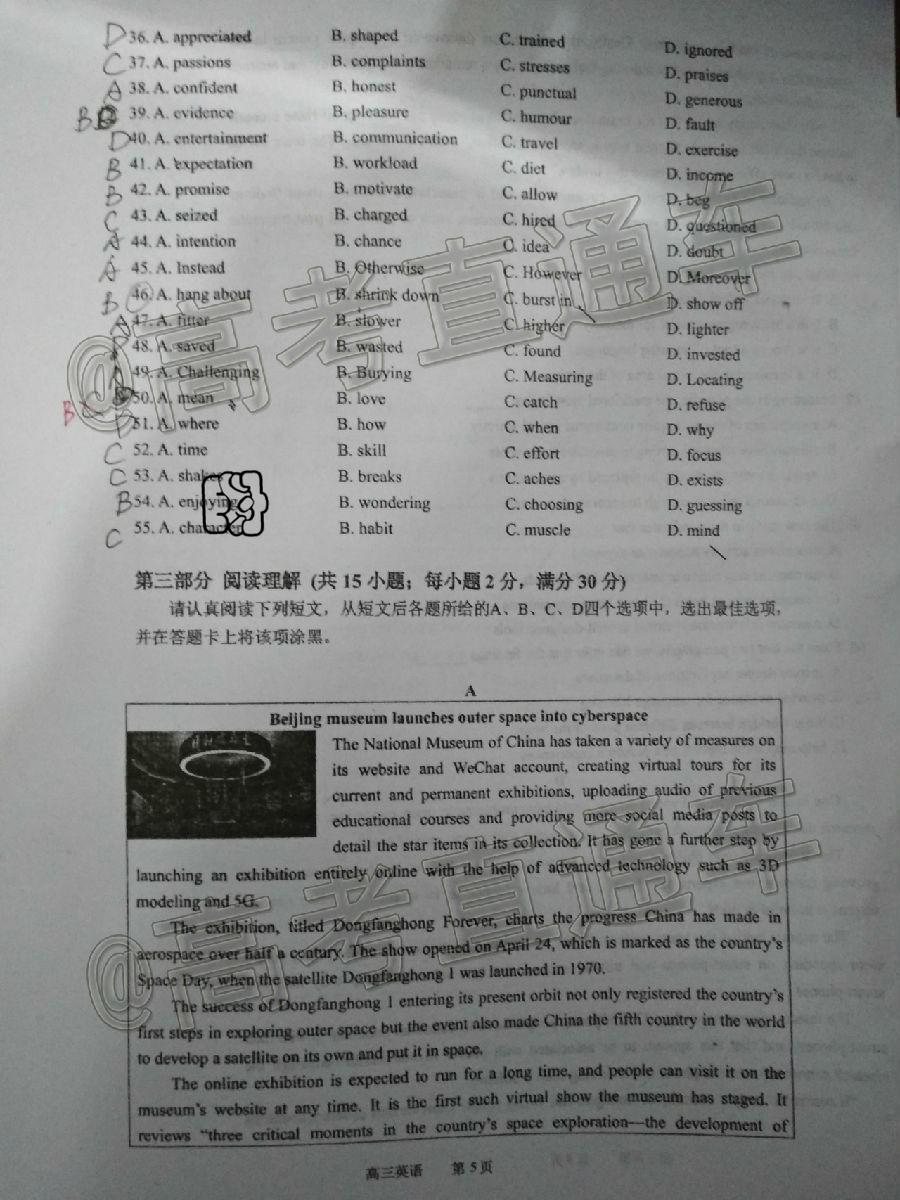 D 36. A. appreciated B. shaped C. trained D. ignored
C 37. A. passions B. complaints C. stresses D. praises
A 38. A. confident B. honest C. punctual D. generous
B 39. A. evidence B. pleasure C. humour D. fault
D 40. A. entertainment B. communication C. travel D. exercise
B 41. A. expectation B. workload C. diet D. income
B 42. A. promise B. motivate C. allow D. beg
C 43. A. seized B. charged C. hired D. questioned
A 44. A. intention B. chance C. idea D. doubt
A 45. A. Instead B. Otherwise C. However D. Moreover
B 46. A. hang about B. shrink down C. burst in D. show off
A 47. A. fitter B. slower C. higher D. lighter
48. A. saved B. wasted C. found D. invested
A 49. A. Challenging B. Burying C. Measuring D. Locating
B 50. A. mean B. love C. catch D. refuse
D 51. A. where B. how C. when D. why
C 52. A. time B. skill C. effort D. focus
C 53. A. shakes B. breaks C. aches D. exists
B 54. A. enjoying B. wondering C. choosing D. guessing
C 55. A. character B. habit C. muscle D. mind
第三部分 阅读理解 (共 15 小题；每小题 2 分，满分 30 分)
请认真阅读下列短文，从短文后各题所给的A、B、C、D四个选项中，选出最佳选项，
并在答题卡上将该项涂黑。
A
Beijing museum launches outer space into cyberspace
The National Museum of China has taken a variety of measures on
its website and WeChat account, creating virtual tours for its
current and permanent exhibitions, uploading audio of previous
educational courses and providing more social media posts to
detail the star items in its collection. It has gone a further step by
launching an exhibition entirely online with the help of advanced technology such as 3D
modeling and 5G.
The exhibition, titled Dongfanghong Forever, charts the progress China has made in
aerospace over half a century. The show opened on April 24, which is marked as the country's
Space Day, when the satellite Dongfanghong 1 was launched in 1970.
The success of Dongfanghong 1 entering its present orbit not only registered the country's
first steps in exploring outer space but the event also made China the fifth country in the world
to develop a satellite on its own and put it in space.
The online exhibition is expected to run for a long time, and people can visit it on the
museum's website at any time. It is the first such virtual show the museum has staged. It
reviews "three critical moments in the country's space exploration—the development of
高三英语 第 5 页
@高考直通车
@高考直通车